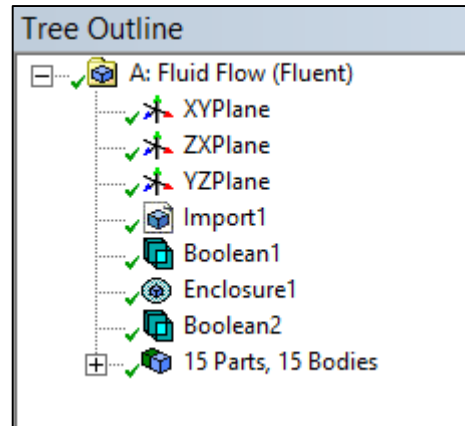 Tree Outline
A: Fluid Flow (Fluent)
XYPlane
ZXPlane
YZPlane
Import1
Boolean1
Enclosure1
Boolean2
15 Parts, 15 Bodies